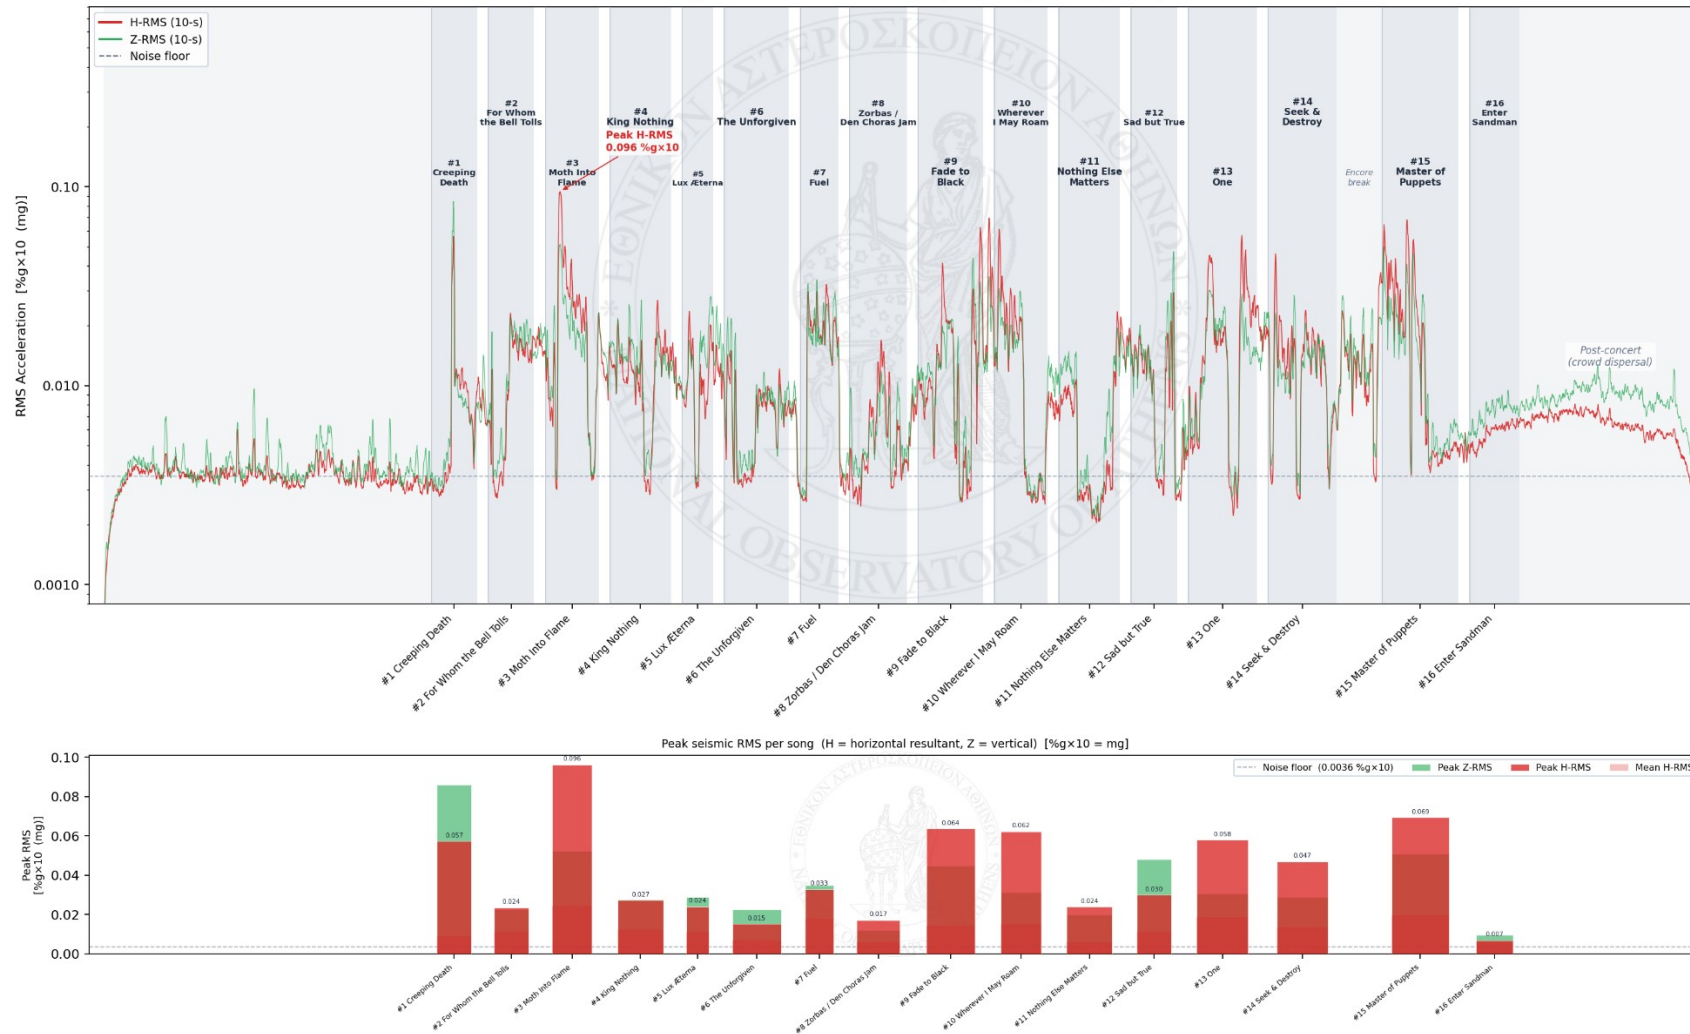 H-RMS (10-s)
Z-RMS (10-s)
Noise floor
RMS Acceleration [%g×10 (mg)]
0.10
0.010
0.0010
#1
Creeping
Death
#2
For Whom
the Bell Tolls
#3
Moth Into
Flame
#4
King Nothing
Peak H-RMS
0.096 %g×10
#5
Lux Æterna
#6
The Unforgiven
#7
Fuel
#8
Zorbas /
Den Choras Jam
#9
Fade to
Black
#10
Wherever
I May Roam
#11
Nothing Else
Matters
#12
Sad but True
#13
One
#14
Seek &
Destroy
Encore
break
#15
Master of
Puppets
#16
Enter
Sandman
Post-concert
(crowd dispersal)
* ΕΘΝΙΚΟΝ ΑΣΤΕΡΟΣΚΟΠΕΙΟΝ ΑΘΗΝΩΝ *
NATIONAL OBSERVATORY OF ATHENS
#1 Creeping Death
#2 For Whom the Bell Tolls
#3 Moth Into Flame
#4 King Nothing
#5 Lux Æterna
#6 The Unforgiven
#7 Fuel
#8 Zorbas / Den Choras Jam
#9 Fade to Black
#10 Wherever I May Roam
#11 Nothing Else Matters
#12 Sad but True
#13 One
#14 Seek & Destroy
#15 Master of Puppets
#16 Enter Sandman
Peak seismic RMS per song (H = horizontal resultant, Z = vertical) [%g×10 = mg]
Noise floor (0.0036 %g×10)
Peak Z-RMS
Peak H-RMS
Mean H-RMS
Peak RMS
[%g×10 (mg)]
0.10
0.08
0.06
0.04
0.02
0.00
0.057
0.024
0.096
0.027
0.024
0.015
0.033
0.017
0.064
0.062
0.024
0.030
0.058
0.047
0.069
0.007
#1 Creeping Death
#2 For Whom the Bell Tolls
#3 Moth Into Flame
#4 King Nothing
#5 Lux Æterna
#6 The Unforgiven
#7 Fuel
#8 Zorbas / Den Choras Jam
#9 Fade to Black
#10 Wherever I May Roam
#11 Nothing Else Matters
#12 Sad but True
#13 One
#14 Seek & Destroy
#15 Master of Puppets
#16 Enter Sandman